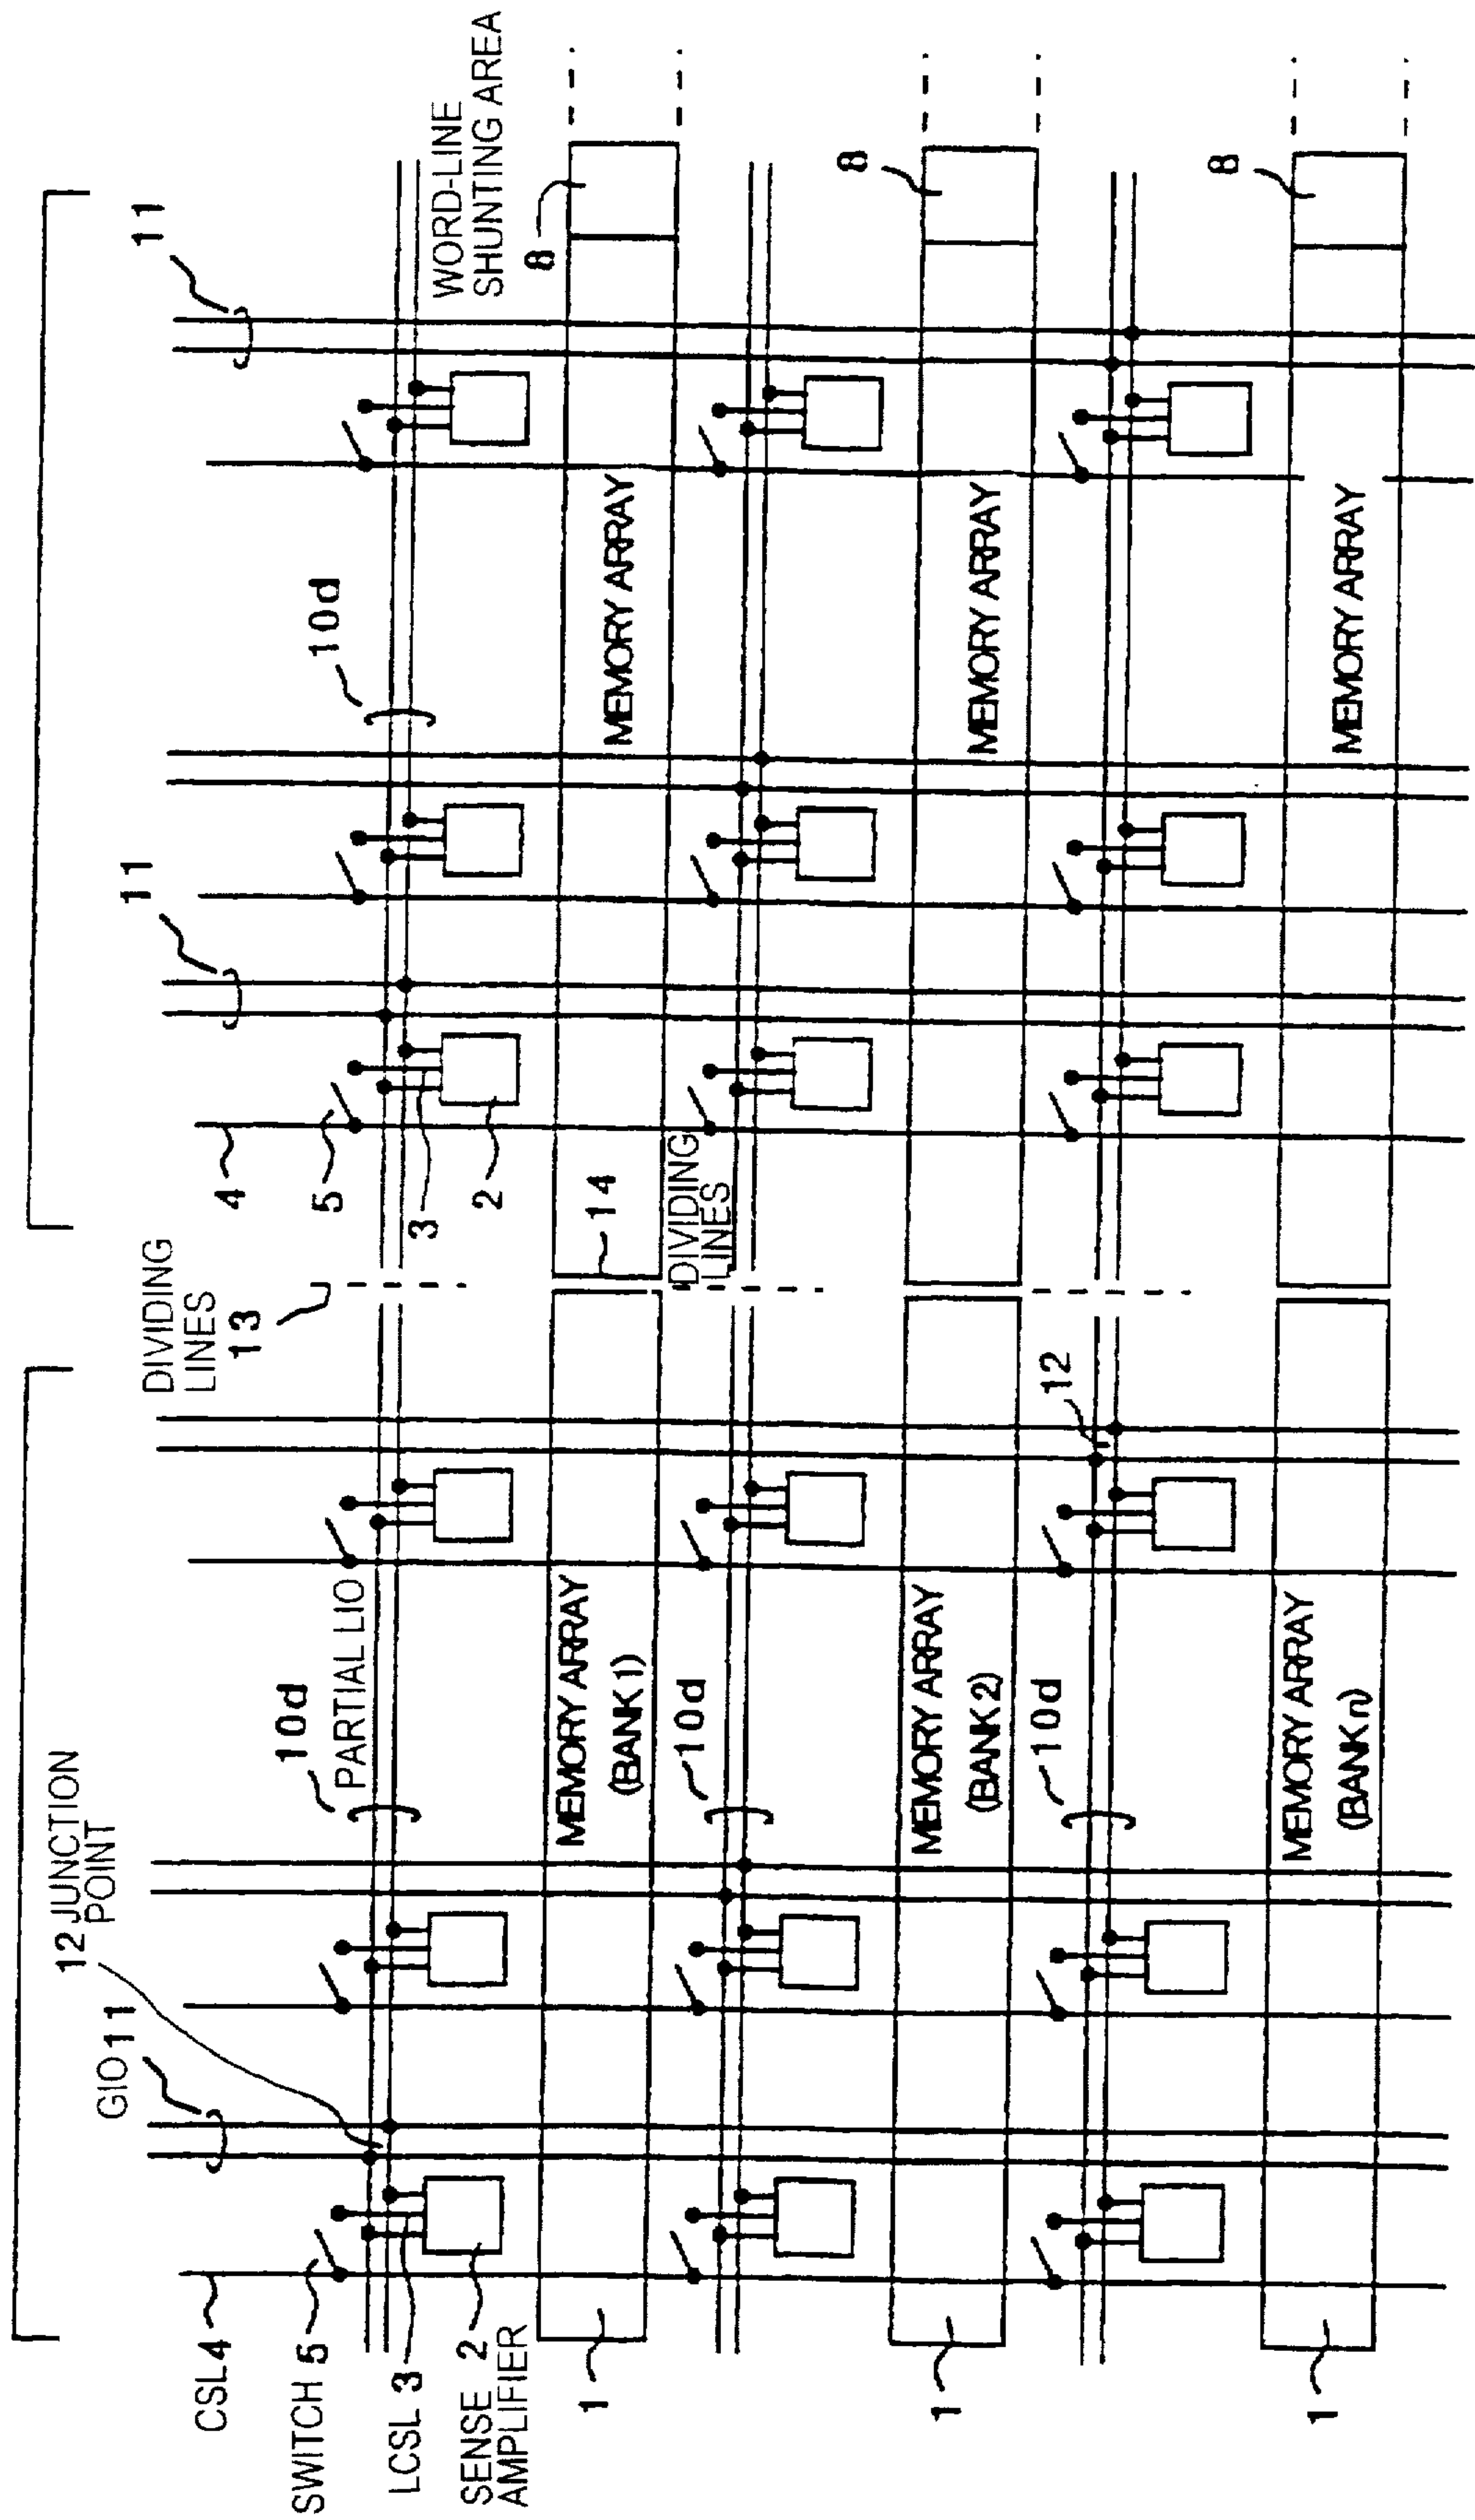 12 JUNCTION
POINT
GIO 11
CSL 4
SWITCH 5
LCSL 3
SENSE 2
AMPLIFIER
10d
PARTIAL LIO
DIVIDING
LINES
13
4
5
3
2
11
10d
11
WORD-LINE
SHUNTING AREA
1
MEMORY ARRAY
(BANK 1)
14
MEMORY ARRAY
8
10d
DIVIDING
LINES
1
MEMORY ARRAY
(BANK 2)
MEMORY ARRAY
8
10d
12
1
MEMORY ARRAY
(BANK n)
MEMORY ARRAY
8